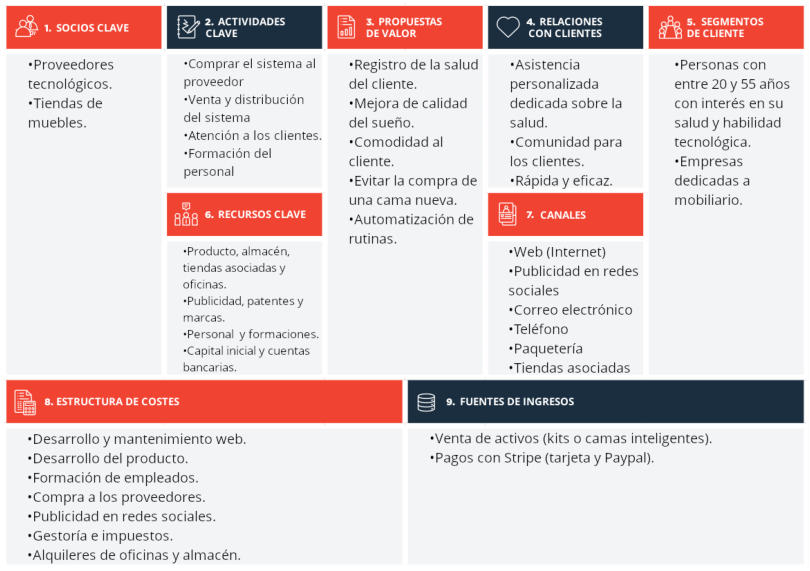 1. SOCIOS CLAVE
•Proveedores
tecnológicos.
•Tiendas de
muebles.
2. ACTIVIDADES
CLAVE
•Comprar el sistema al
proveedor
•Venta y distribución
del sistema
•Atención a los clientes.
•Formación del
personal
3. PROPUESTAS
DE VALOR
•Registro de la salud
del cliente.
•Mejora de calidad
del sueño.
•Comodidad al
cliente.
•Evitar la compra de
una cama nueva.
•Automatización de
rutinas.
4. RELACIONES
CON CLIENTES
•Asistencia
personalizada
dedicada sobre la
salud.
•Comunidad para
los clientes.
•Rápida y eficaz.
5. SEGMENTOS
DE CLIENTE
•Personas con
entre 20 y 55 años
con interés en su
salud y habilidad
tecnológica.
•Empresas
dedicadas a
mobiliario.
6. RECURSOS CLAVE
•Producto, almacén,
tiendas asociadas y
oficinas.
•Publicidad, patentes y
marcas.
•Personal y formaciones.
•Capital inicial y cuentas
bancarias.
7. CANALES
•Web (Internet)
•Publicidad en redes
sociales
•Correo electrónico
•Teléfono
•Paquetería
•Tiendas asociadas
8. ESTRUCTURA DE COSTES
•Desarrollo y mantenimiento web.
•Desarrollo del producto.
•Formación de empleados.
•Compra a los proveedores.
•Publicidad en redes sociales.
•Gestoría e impuestos.
•Alquileres de oficinas y almacén.
9. FUENTES DE INGRESOS
•Venta de activos (kits o camas inteligentes).
•Pagos con Stripe (tarjeta y Paypal).